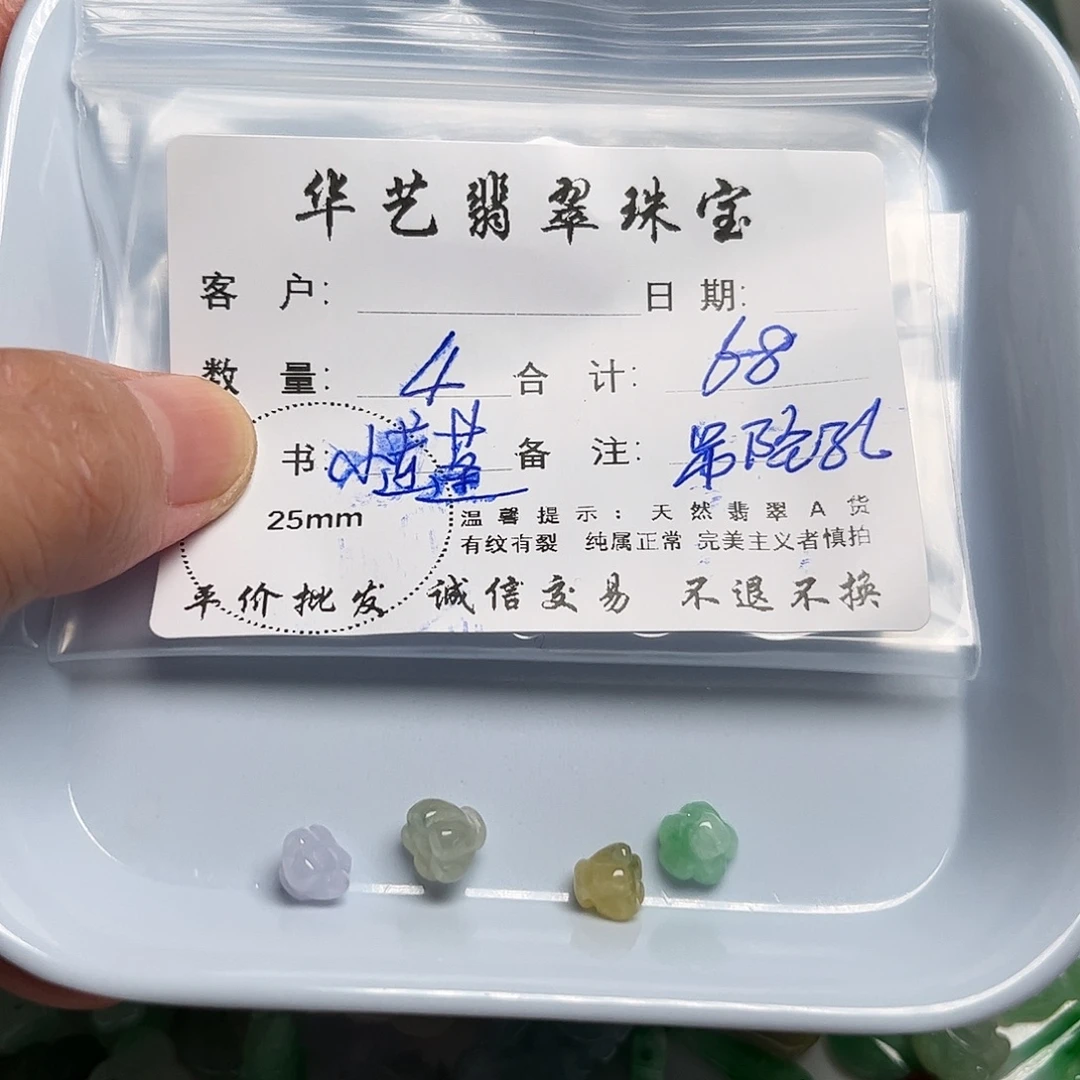 华艺翡翠珠宝
客 户: 日 期:
数 量: 4 合 计: 68
书: 备 注: 吊坠孔
25mm
温馨提示: 天然翡翠A货
有纹有裂 纯属正常 完美主义者慎拍
平价批发 诚信交易 不退不换